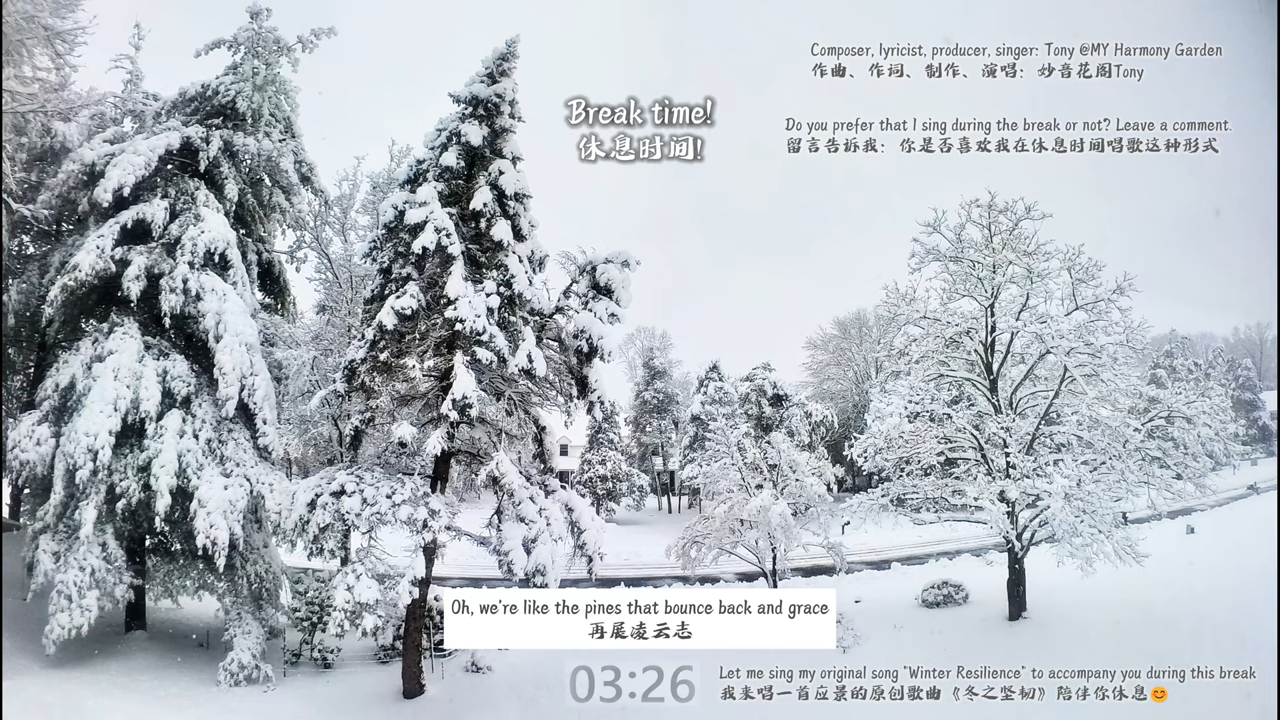 Composer, lyricist, producer, singer: Tony @MY Harmony Garden
作曲、作词、制作、演唱：妙音花阁Tony
Break time!
休息时间!
Do you prefer that I sing during the break or not? Leave a comment.
留言告诉我：你是否喜欢我在休息时间唱歌这种形式
Oh, we're like the pines that bounce back and grace
再展凌云志
03:26
Let me sing my original song "Winter Resilience" to accompany you during this break
我来唱一首应景的原创歌曲《冬之坚韧》陪伴你休息😊